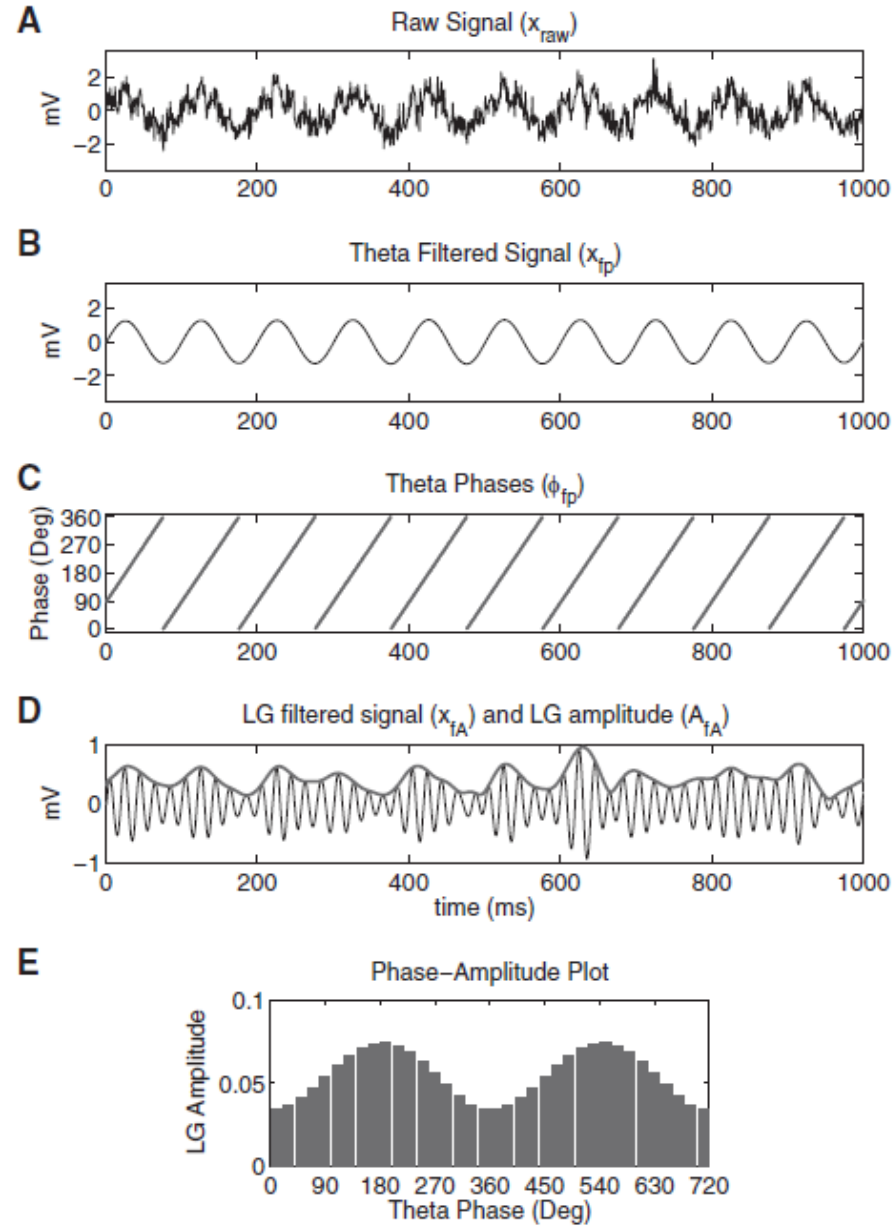 A
Raw Signal (x_raw)
mV
2
0
−2
0 200 400 600 800 1000
B
Theta Filtered Signal (x_fp)
mV
2
0
−2
0 200 400 600 800 1000
C
Theta Phases (ϕ_fp)
Phase (Deg)
360
270
180
90
0
0 200 400 600 800 1000
D
LG filtered signal (x_fA) and LG amplitude (A_fA)
mV
1
0
−1
0 200 400 600 800 1000
time (ms)
E
Phase−Amplitude Plot
LG Amplitude
0.1
0.05
0
0 90 180 270 360 450 540 630 720
Theta Phase (Deg)